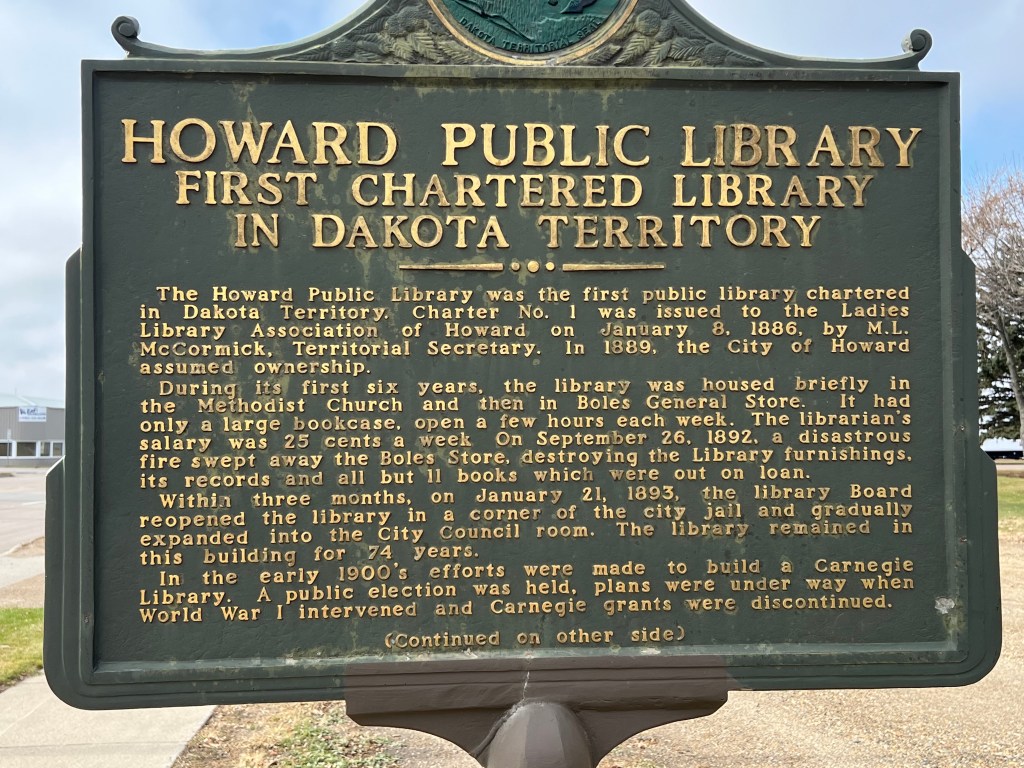 DAKOTA TERRITORIAL SEAL
HOWARD PUBLIC LIBRARY
FIRST CHARTERED LIBRARY
IN DAKOTA TERRITORY
The Howard Public Library was the first public library chartered
in Dakota Territory. Charter No. 1 was issued to the Ladies
Library Association of Howard on January 8, 1886, by M.L.
McCormick, Territorial Secretary. In 1889, the City of Howard
assumed ownership.
During its first six years, the library was housed briefly in
the Methodist Church and then in Boles General Store. It had
only a large bookcase, open a few hours each week. The librarian's
salary was 25 cents a week. On September 26, 1892, a disastrous
fire swept away the Boles Store, destroying the Library furnishings,
its records and all but 11 books which were out on loan.
Within three months, on January 21, 1893, the library Board
reopened the library in a corner of the city jail and gradually
expanded into the City Council room. The library remained in
this building for 74 years.
In the early 1900's efforts were made to build a Carnegie
Library. A public election was held, plans were under way when
World War I intervened and Carnegie grants were discontinued.
(Continued on other side)